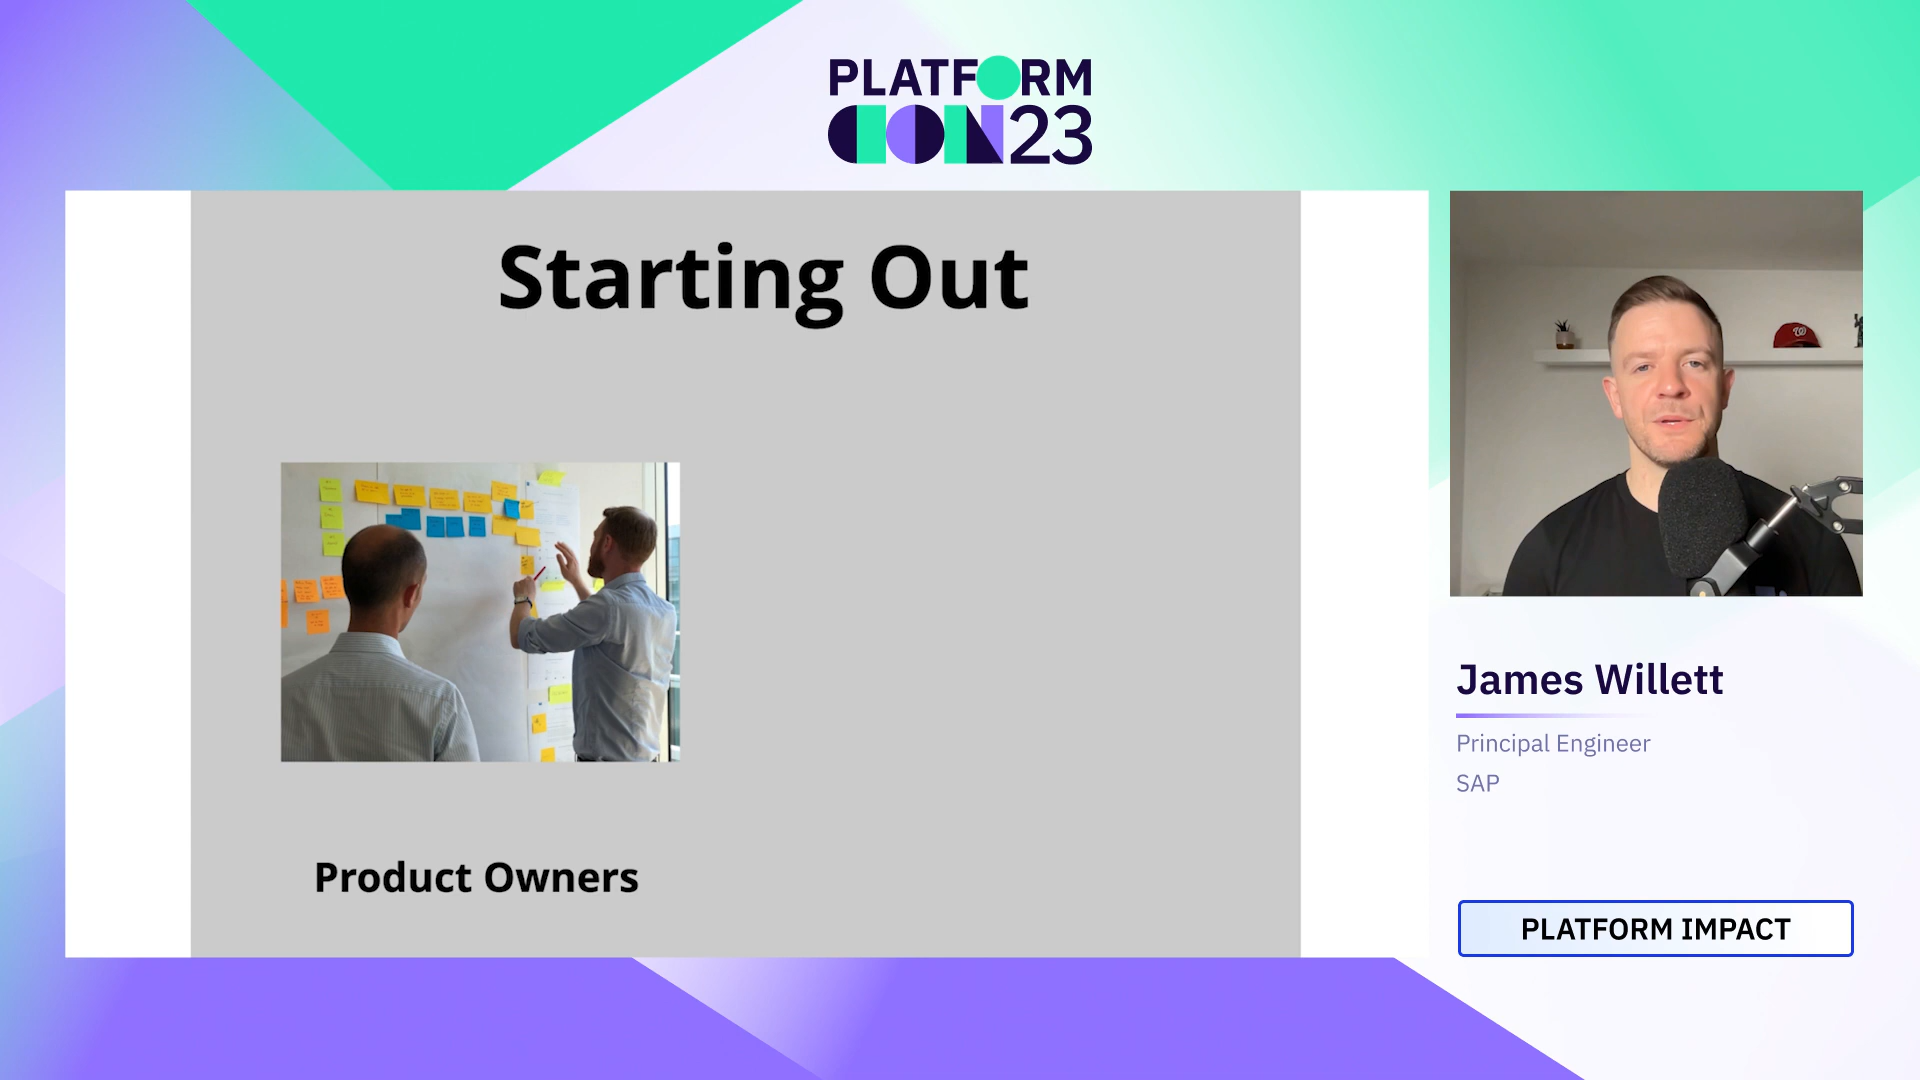 PLATFORM
CON23
Starting Out
Product Owners
James Willett
Principal Engineer
SAP
PLATFORM IMPACT